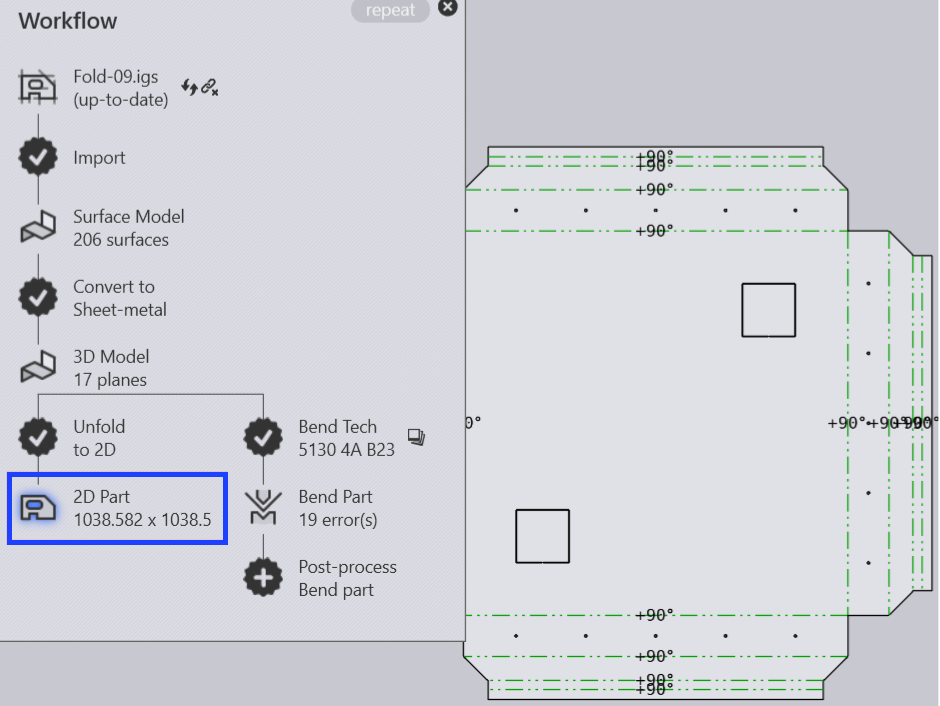 Workflow
repeat
Fold-09.igs
(up-to-date)
Import
Surface Model
206 surfaces
Convert to
Sheet-metal
3D Model
17 planes
Unfold
to 2D
Bend Tech
5130 4A B23
2D Part
1038.582 x 1038.5
Bend Part
19 error(s)
Post-process
Bend part
+90°
+90°
+90°
+90°
0°
+90°
+90°
+90°
+90°
+90°
+90°
+90°